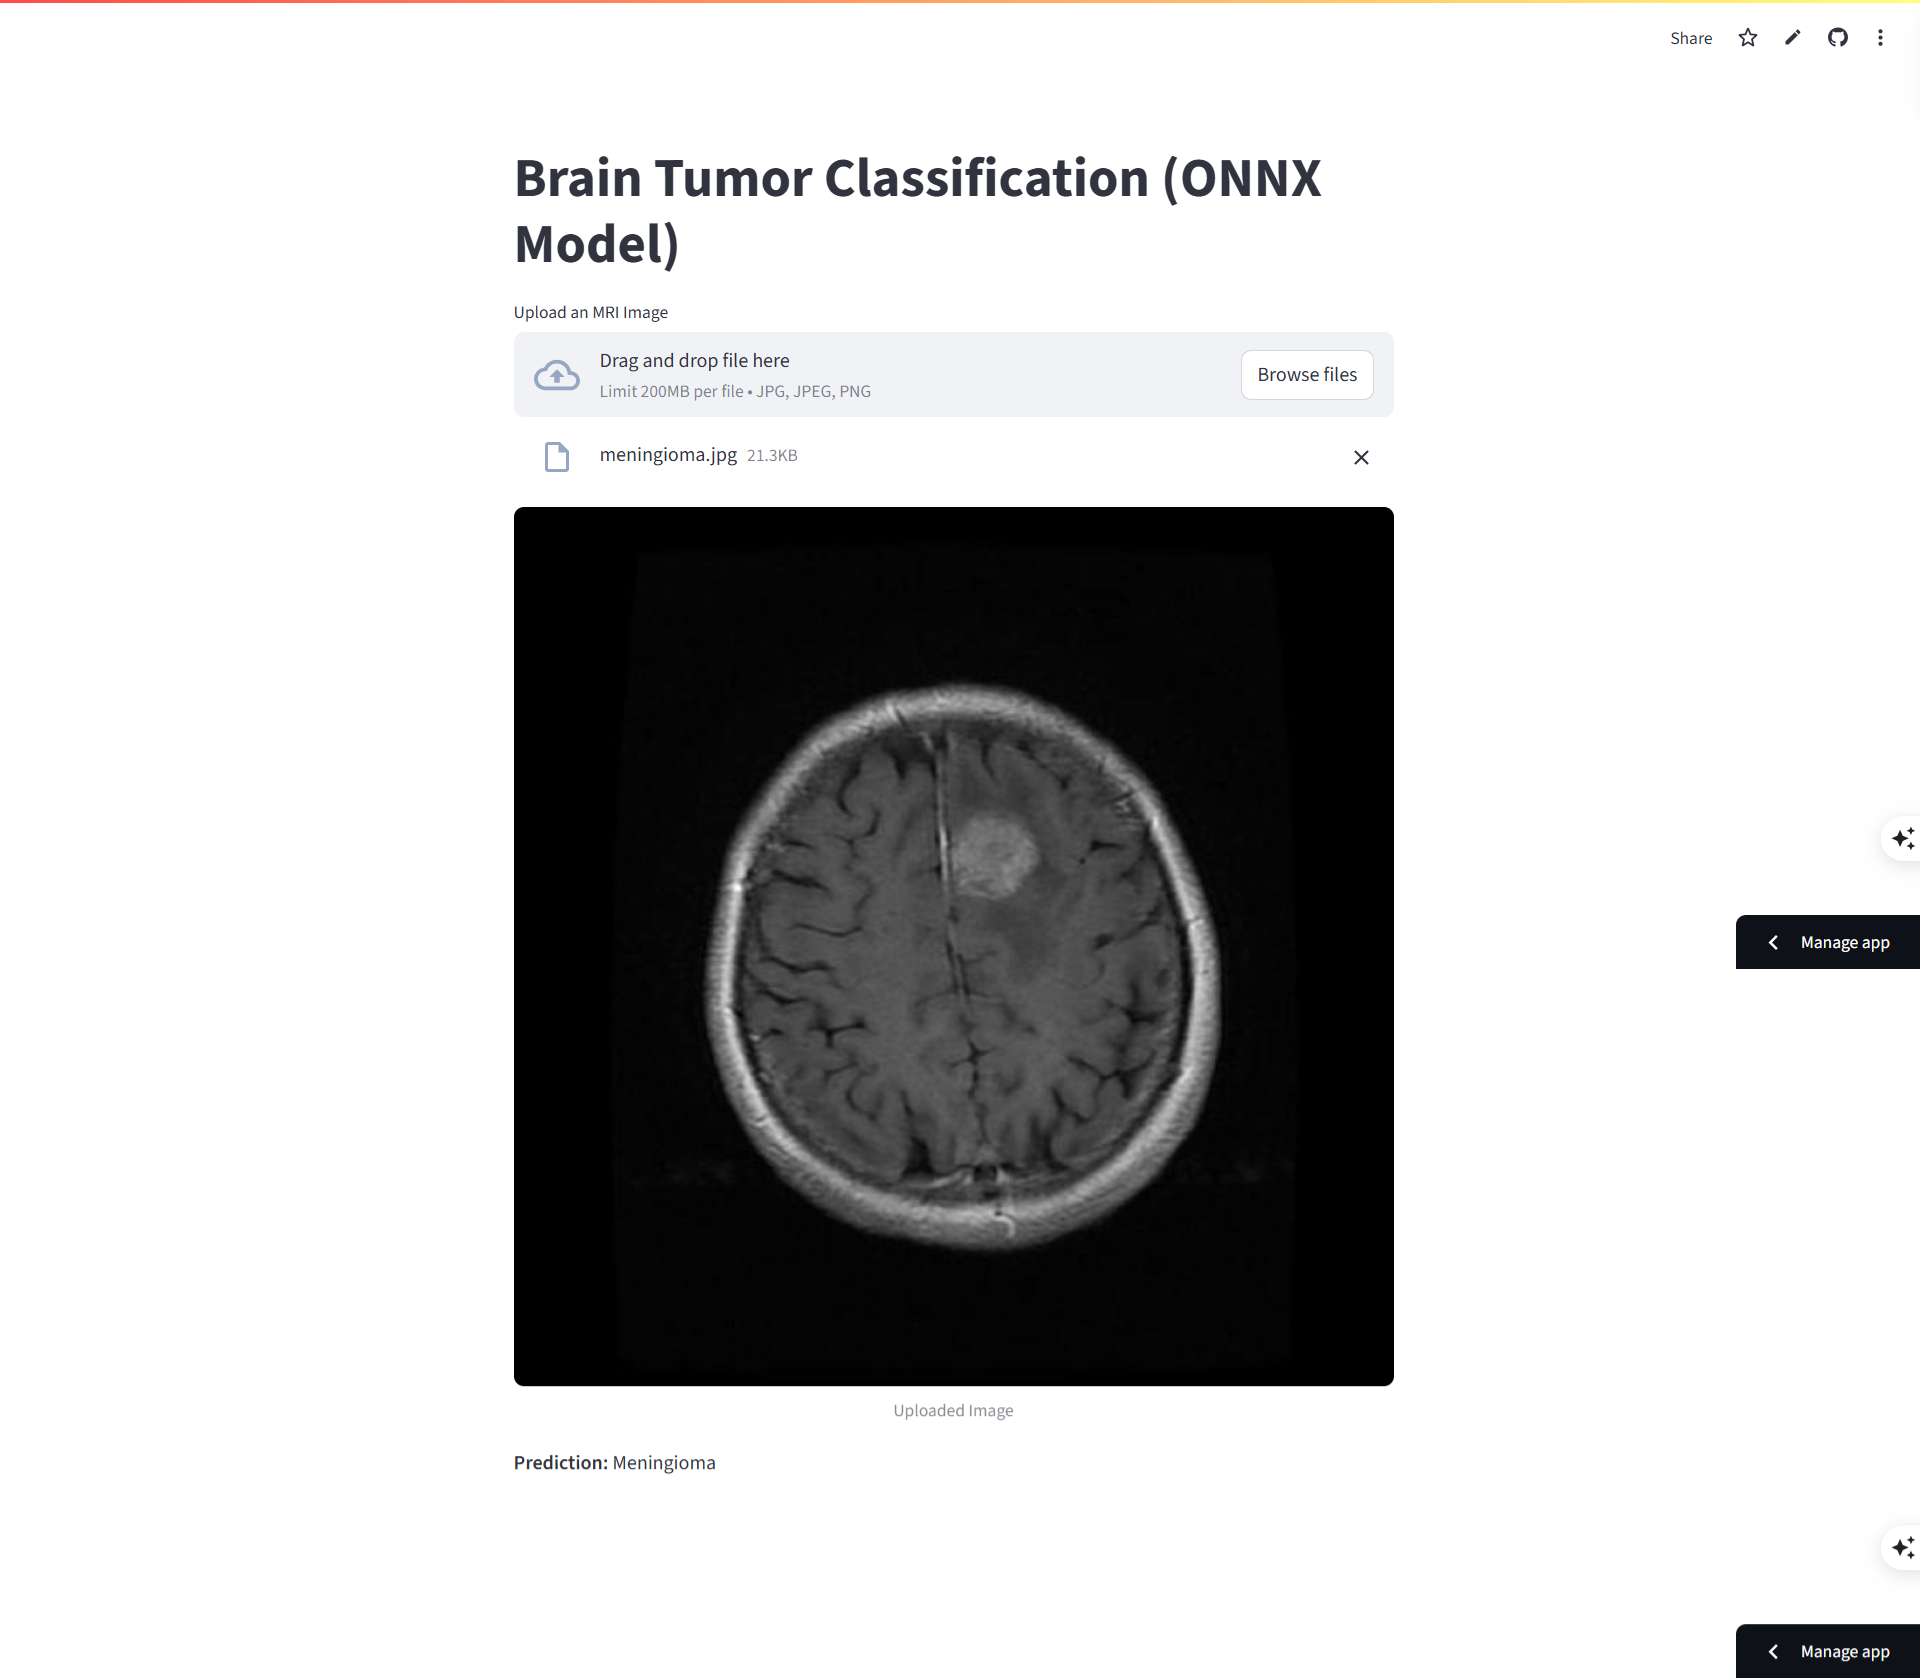 Share
Brain Tumor Classification (ONNX
Model)
Upload an MRI Image
Drag and drop file here
Limit 200MB per file • JPG, JPEG, PNG
Browse files
meningioma.jpg 21.3KB
Manage app
Uploaded Image
Prediction: Meningioma
Manage app